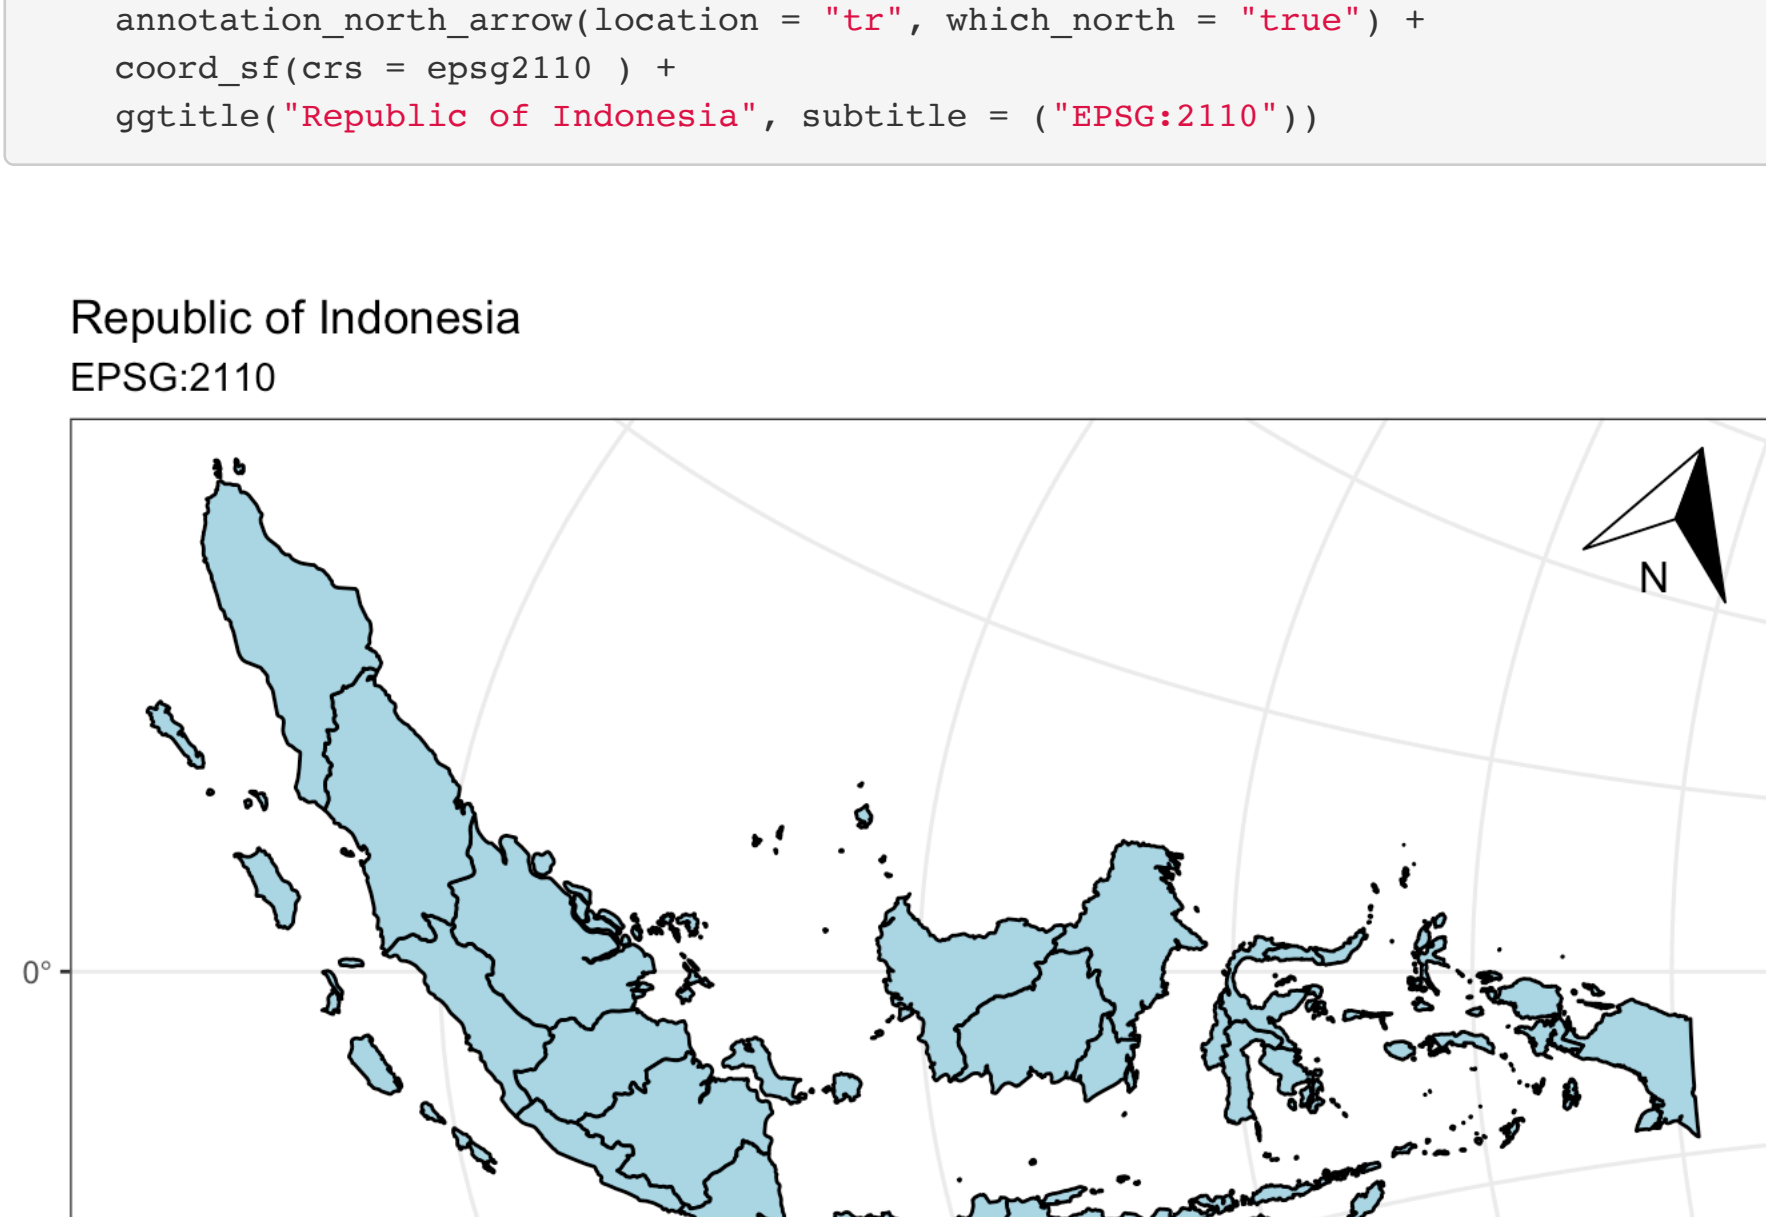 annotation_north_arrow(location = "tr", which_north = "true") +
coord_sf(crs = epsg2110 ) +
ggtitle("Republic of Indonesia", subtitle = ("EPSG:2110"))
Republic of Indonesia
EPSG:2110
N
0°